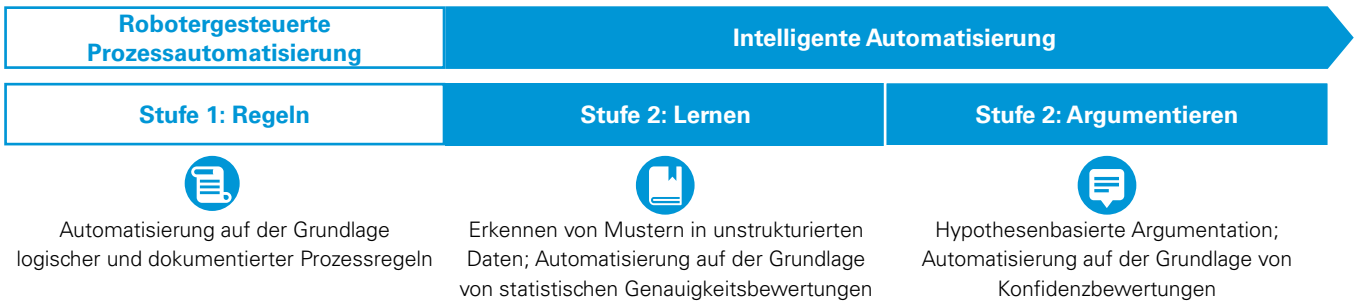 Robotergesteuerte
Prozessautomatisierung
Intelligente Automatisierung
Stufe 1: Regeln
Stufe 2: Lernen
Stufe 2: Argumentieren
Automatisierung auf der Grundlage
logischer und dokumentierter Prozessregeln
Erkennen von Mustern in unstrukturierten
Daten; Automatisierung auf der Grundlage
von statistischen Genauigkeitsbewertungen
Hypothesenbasierte Argumentation;
Automatisierung auf der Grundlage von
Konfidenzbewertungen